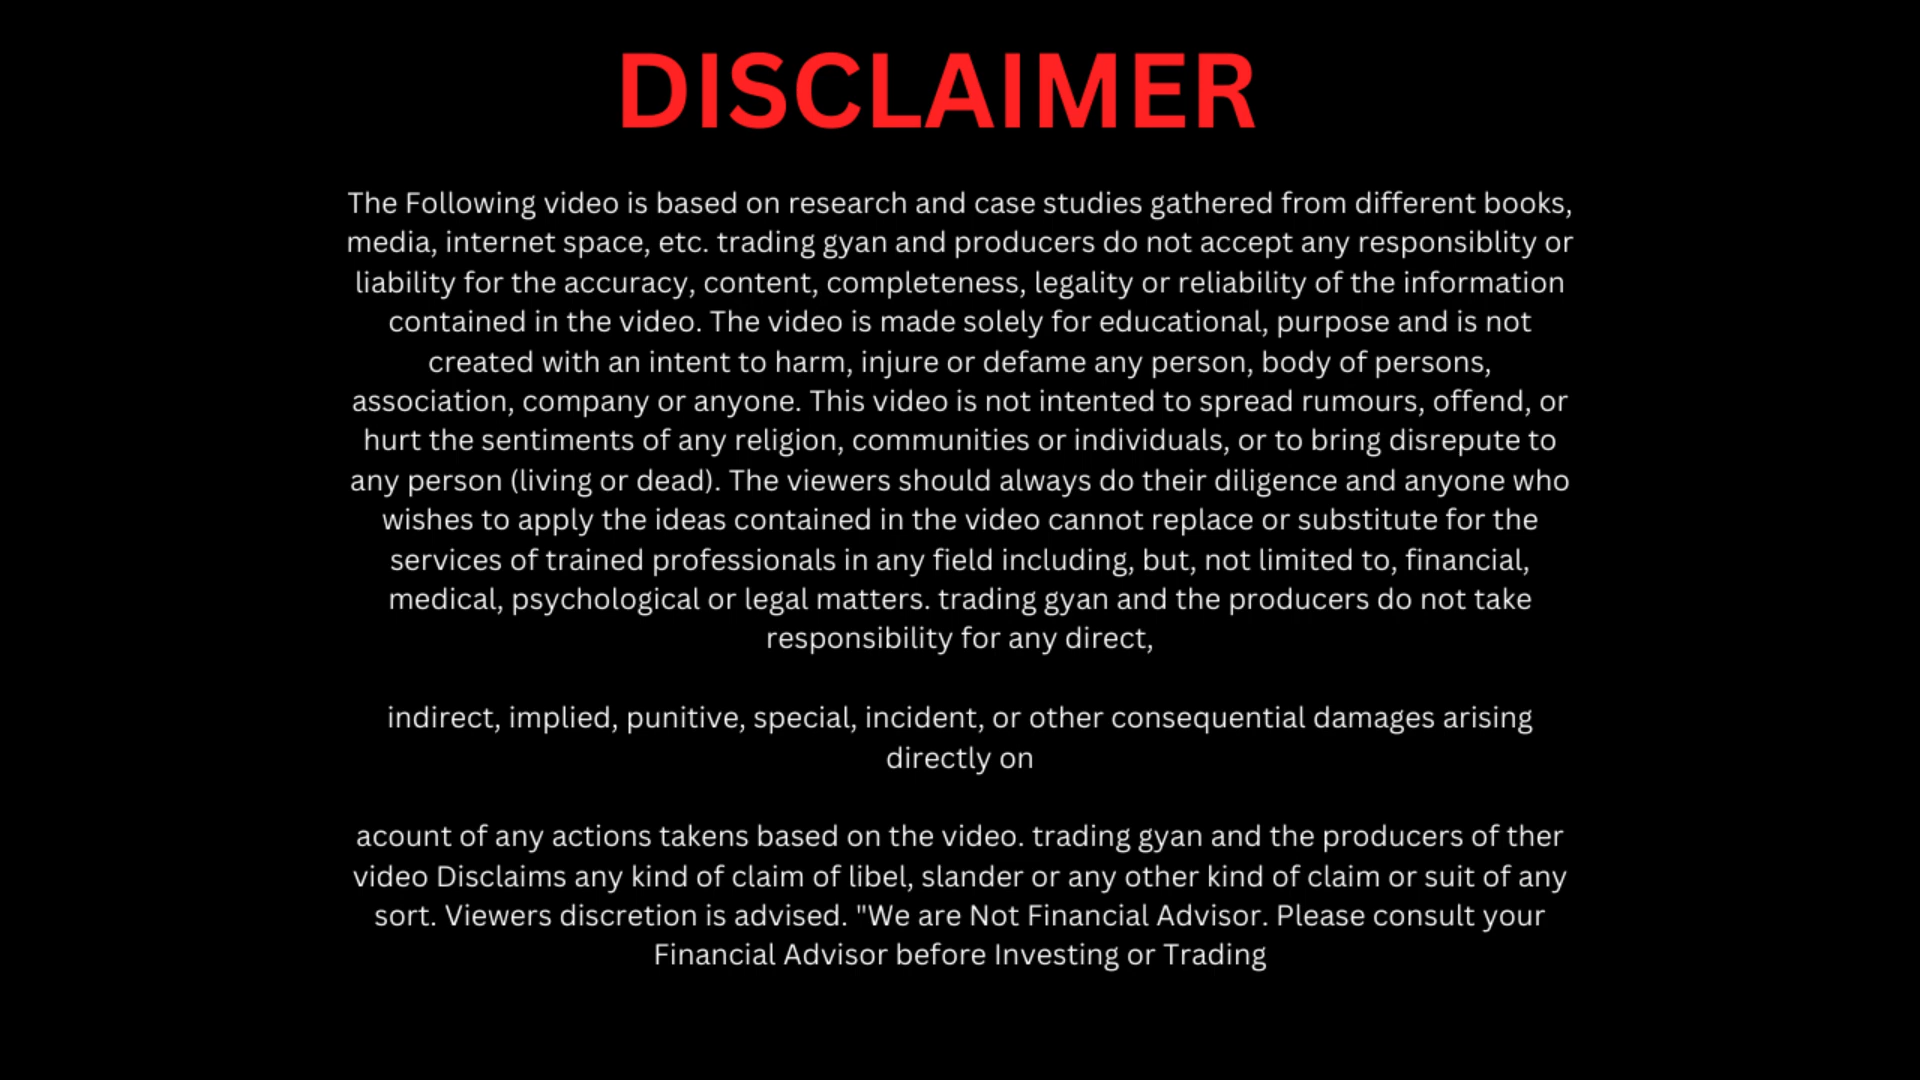 DISCLAIMER
The Following video is based on research and case studies gathered from different books,
media, internet space, etc. trading gyan and producers do not accept any responsiblity or
liability for the accuracy, content, completeness, legality or reliability of the information
contained in the video. The video is made solely for educational, purpose and is not
created with an intent to harm, injure or defame any person, body of persons,
association, company or anyone. This video is not intented to spread rumours, offend, or
hurt the sentiments of any religion, communities or individuals, or to bring disrepute to
any person (living or dead). The viewers should always do their diligence and anyone who
wishes to apply the ideas contained in the video cannot replace or substitute for the
services of trained professionals in any field including, but, not limited to, financial,
medical, psychological or legal matters. trading gyan and the producers do not take
responsibility for any direct,
indirect, implied, punitive, special, incident, or other consequential damages arising
directly on
acount of any actions takens based on the video. trading gyan and the producers of ther
video Disclaims any kind of claim of libel, slander or any other kind of claim or suit of any
sort. Viewers discretion is advised. "We are Not Financial Advisor. Please consult your
Financial Advisor before Investing or Trading